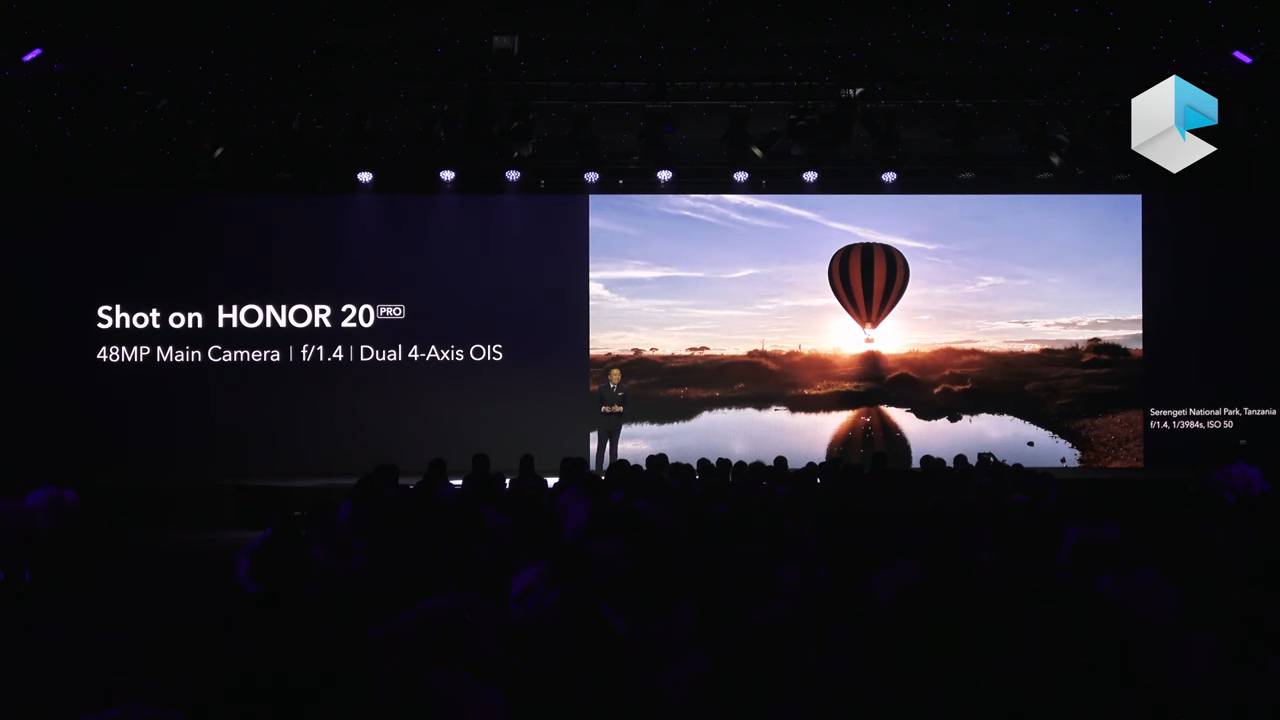 Shot on HONOR 20 PRO
48MP Main Camera | f/1.4 | Dual 4-Axis OIS
Serengeti National Park, Tanzania
f/1.4, 1/3984s, ISO 50